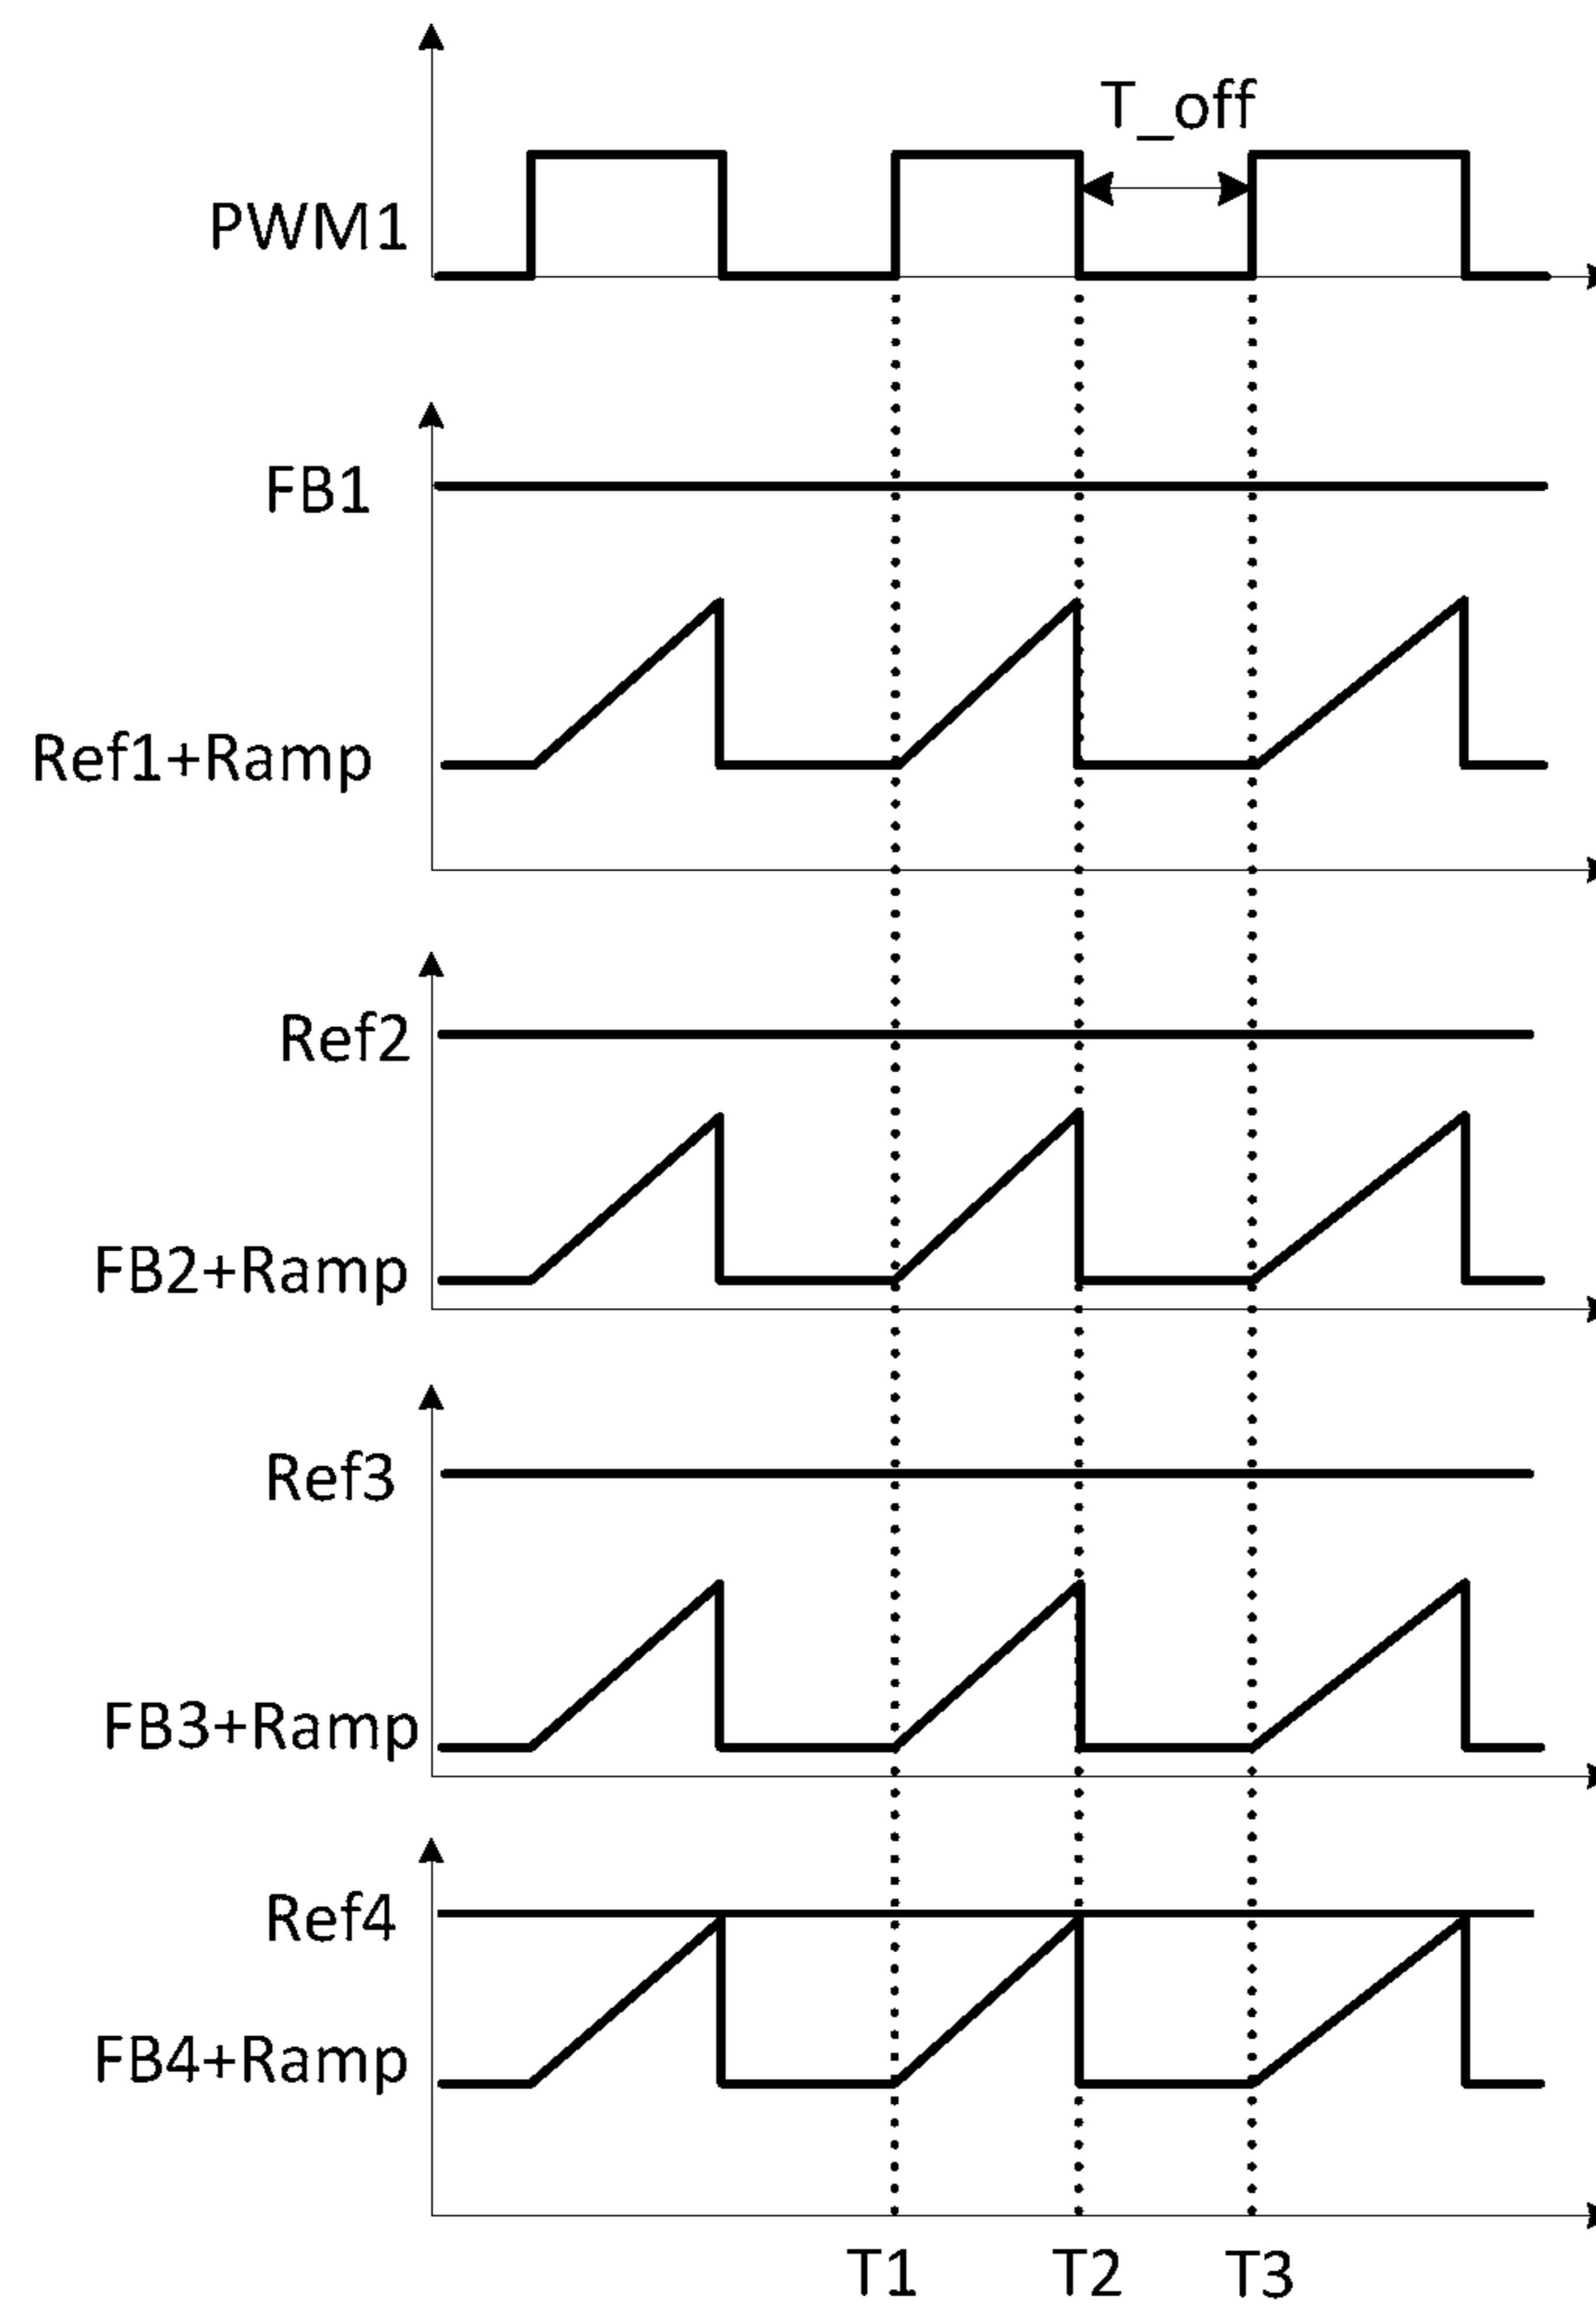 T_off
PWM1
FB1
Ref1+Ramp
Ref2
FB2+Ramp
Ref3
FB3+Ramp
Ref4
FB4+Ramp
T1 T2 T3